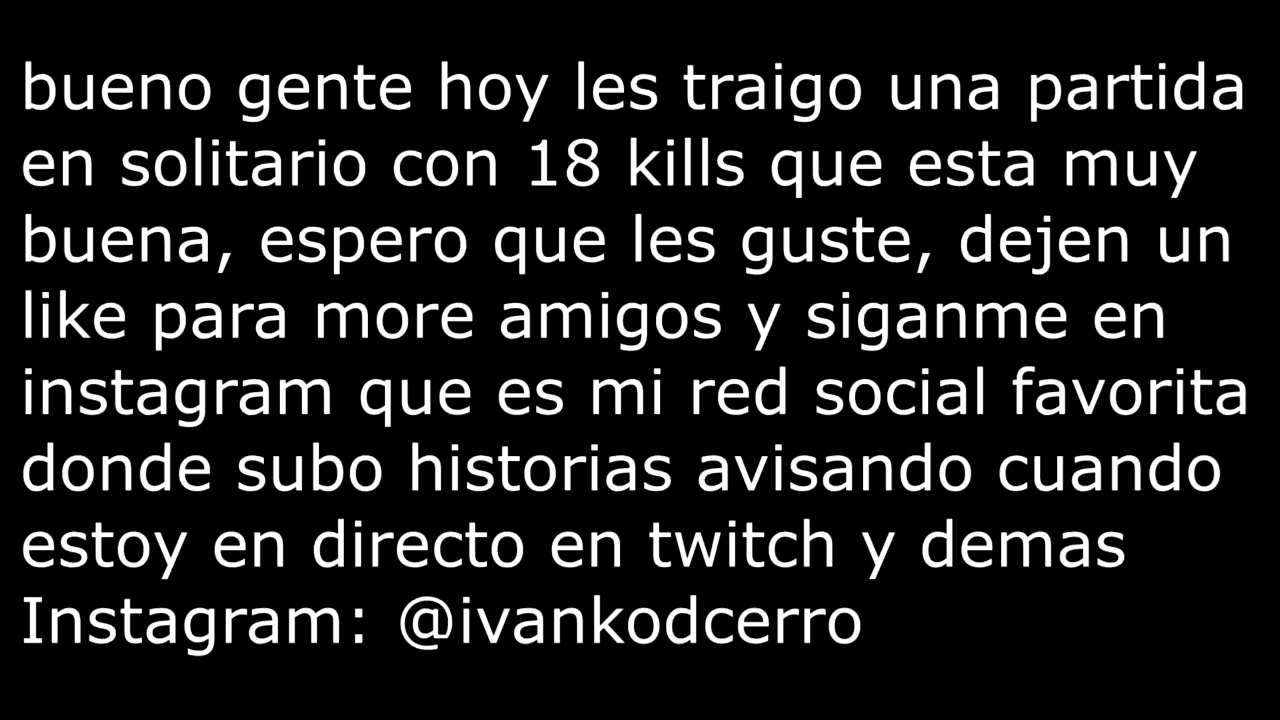 bueno gente hoy les traigo una partida
en solitario con 18 kills que esta muy
buena, espero que les guste, dejen un
like para more amigos y siganme en
instagram que es mi red social favorita
donde subo historias avisando cuando
estoy en directo en twitch y demas
Instagram: @ivankodcerro